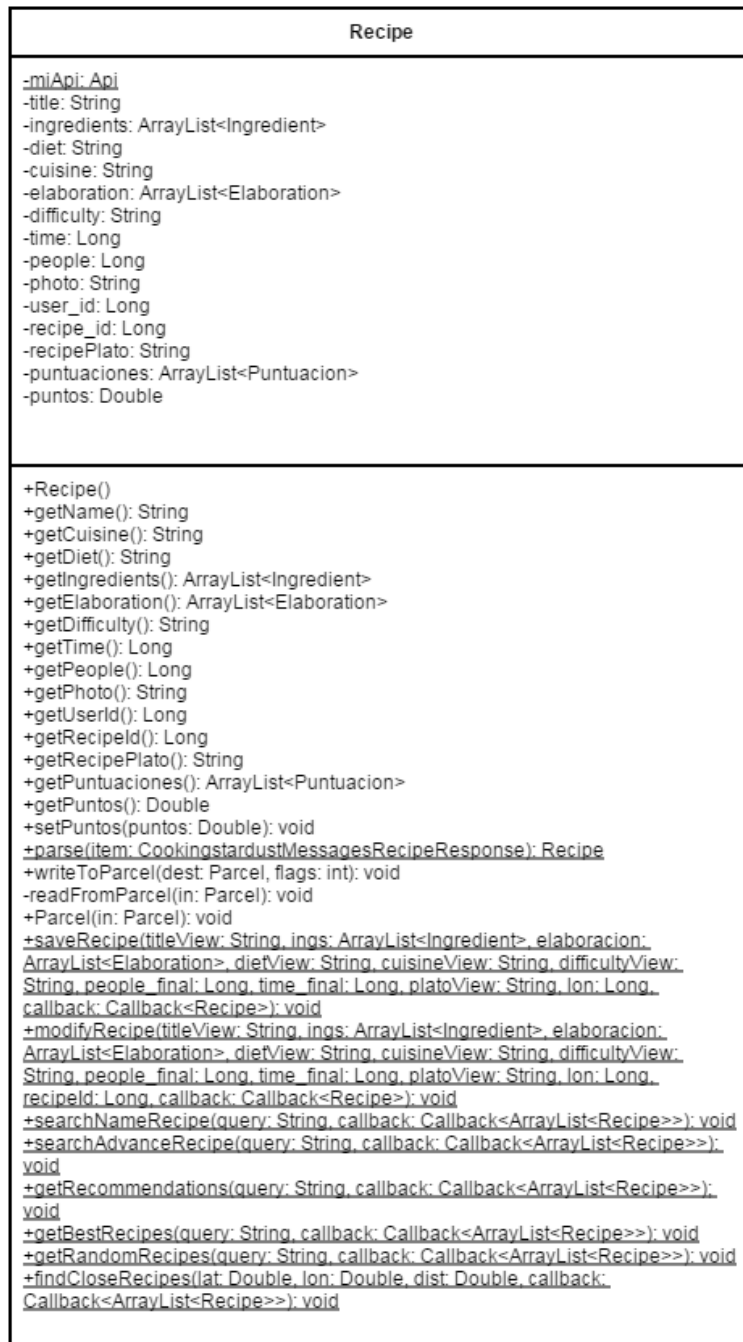 Recipe
-miApi: Api
-title: String
-ingredients: ArrayList<Ingredient>
-diet: String
-cuisine: String
-elaboration: ArrayList<Elaboration>
-difficulty: String
-time: Long
-people: Long
-photo: String
-user_id: Long
-recipe_id: Long
-recipePlato: String
-puntuaciones: ArrayList<Puntuacion>
-puntos: Double
+Recipe()
+getName(): String
+getCuisine(): String
+getDiet(): String
+getIngredients(): ArrayList<Ingredient>
+getElaboration(): ArrayList<Elaboration>
+getDifficulty(): String
+getTime(): Long
+getPeople(): Long
+getPhoto(): String
+getUserId(): Long
+getRecipeId(): Long
+getRecipePlato(): String
+getPuntuaciones(): ArrayList<Puntuacion>
+getPuntos(): Double
+setPuntos(puntos: Double): void
+parse(item: CookingstardustMessagesRecipeResponse): Recipe
+writeToParcel(dest: Parcel, flags: int): void
-readFromParcel(in: Parcel): void
+Parcel(in: Parcel): void
+saveRecipe(titleView: String, ings: ArrayList<Ingredient>, elaboracion:
ArrayList<Elaboration>, dietView: String, cuisineView: String, difficultyView:
String, people_final: Long, time_final: Long, platoView: String, lon: Long,
callback: Callback<Recipe>): void
+modifyRecipe(titleView: String, ings: ArrayList<Ingredient>, elaboracion:
ArrayList<Elaboration>, dietView: String, cuisineView: String, difficultyView:
String, people_final: Long, time_final: Long, platoView: String, lon: Long,
recipeId: Long, callback: Callback<Recipe>): void
+searchNameRecipe(query: String, callback: Callback<ArrayList<Recipe>>): void
+searchAdvanceRecipe(query: String, callback: Callback<ArrayList<Recipe>>):
void
+getRecommendations(query: String, callback: Callback<ArrayList<Recipe>>):
void
+getBestRecipes(query: String, callback: Callback<ArrayList<Recipe>>): void
+getRandomRecipes(query: String, callback: Callback<ArrayList<Recipe>>): void
+findCloseRecipes(lat: Double, lon: Double, dist: Double, callback:
Callback<ArrayList<Recipe>>): void